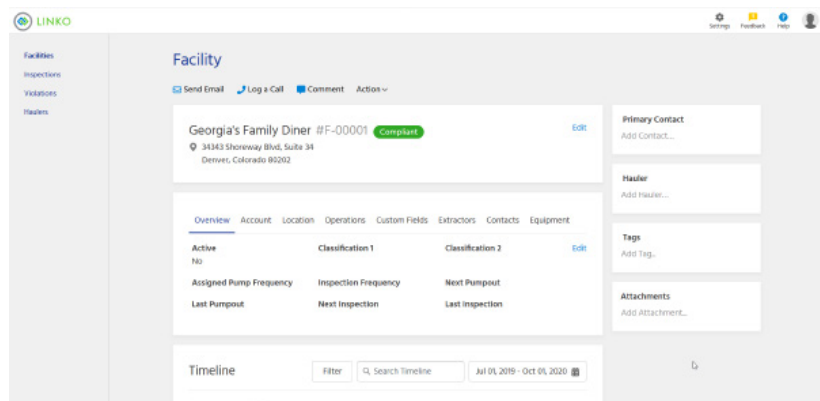 LINKO
Settings Feedback Help
Facilities
Inspections
Violations
Haulers
Facility
Send Email Log a Call Comment Action
Georgia's Family Diner #F-00001 Compliant Edit
34343 Shoreway Blvd, Suite 34
Denver, Colorado 80202
Primary Contact
Add Contact...
Hauler
Add Hauler...
Tags
Add Tag..
Attachments
Add Attachment...
Overview Account Location Operations Custom Fields Extractors Contacts Equipment
Active Classification 1 Classification 2 Edit
No
Assigned Pump Frequency Inspection Frequency Next Pumpout
Last Pumpout Next Inspection Last Inspection
Timeline Filter Search Timeline Jul 01, 2019 - Oct 01, 2020